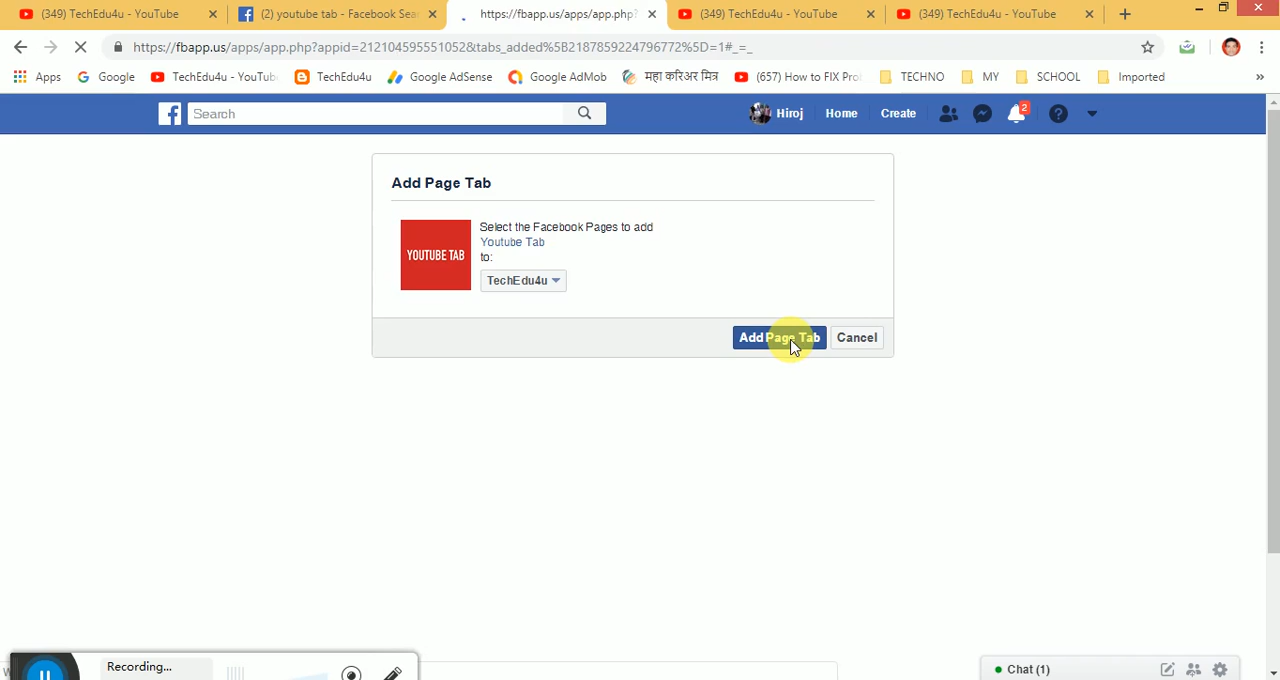 (349) TechEdu4u - YouTube
(2) youtube tab - Facebook Sea
https://fbapp.us/apps/app.php?
(349) TechEdu4u - YouTube
(349) TechEdu4u - YouTube
https://fbapp.us/apps/app.php?appid=212104595551052&tabs_added%5B2187859224796772%5D=1#_=_
Apps
Google
TechEdu4u - YouTub
TechEdu4u
Google AdSense
Google AdMob
महा करिअर मित्र
(657) How to FIX Pro
TECHNO
MY
SCHOOL
Imported
»
Search
Hiroj
Home
Create
2
Add Page Tab
YOUTUBE TAB
Select the Facebook Pages to add
Youtube Tab
to:
TechEdu4u
Add Page Tab
Cancel
Recording...
Chat (1)